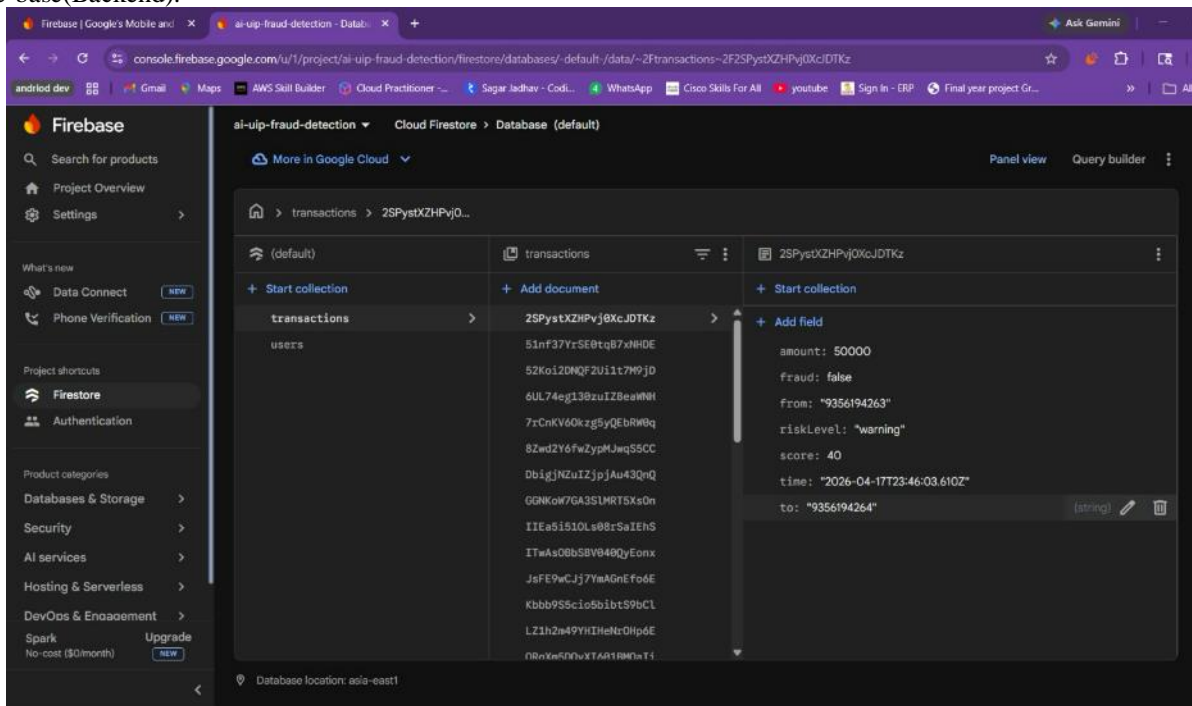 base(Backend).
Firebase | Google's Mobile and
ai-uip-fraud-detection - Datab
Ask Gemini
console.firebase.google.com/u/1/project/ai-uip-fraud-detection/firestore/databases/-default-/data/~2Ftransactions~2F2SPystXZHPvj0XcJDTKz
andriod dev
Gmail
Maps
AWS Skill Builder
Cloud Practitioner -...
Sagar Jadhav - Codi...
WhatsApp
Cisco Skills For All
youtube
Sign In - ERP
Final year project Gr...
»
Firebase
ai-uip-fraud-detection
Cloud Firestore > Database (default)
Search for products
More in Google Cloud
Panel view
Query builder
Project Overview
Settings
> transactions > 2SPystXZHPvj0...
(default)
transactions
2SPystXZHPvj0XcJDTKz
What's new
Data Connect NEW
Phone Verification NEW
+ Start collection
+ Add document
+ Start collection
transactions
users
2SPystXZHPvj0XcJDTKz
51nf37YrSE0tqB7xNHDE
52Koi2DNQF2Ui1t7M9jD
6UL74eg130zuIZBeaWNH
7rCnKV6Okzg5yQEbRW0q
8Zwd2Y6fwZypMJwqS5CC
DbigjNZuIZjpjAu43QnQ
GGNKoW7GA3SlMRT5XsOn
IIEa5i51OLs08rSaIEhS
ITwAsOBbSBV040QyEonx
JsFE9wCJj7YmAGnEfo6E
Kbbb9S5cio5bibtS9bCl
LZ1h2m49YHIHeNrOHp6E
+ Add field
amount: 50000
fraud: false
from: "9356194263"
riskLevel: "warning"
score: 40
time: "2026-04-17T23:46:03.610Z"
to: "9356194264"
(string)
Project shortcuts
Firestore
Authentication
Product categories
Databases & Storage
Security
AI services
Hosting & Serverless
DevOps & Engagement
Spark
No-cost ($0/month)
Upgrade
NEW
Database location: asia-east1